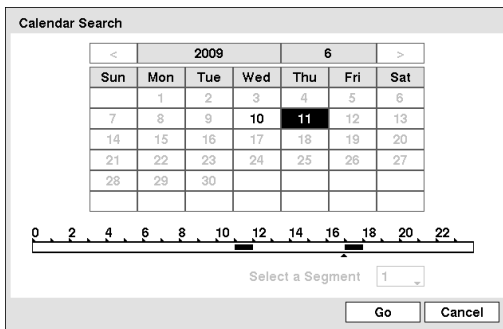 Calendar Search
< 2009 6 >
Sun Mon Tue Wed Thu Fri Sat
1 2 3 4 5 6
7 8 9 10 11 12 13
14 15 16 17 18 19 20
21 22 23 24 25 26 27
28 29 30
0 2 4 6 8 10 12 14 16 18 20 22
Select a Segment 1
Go Cancel